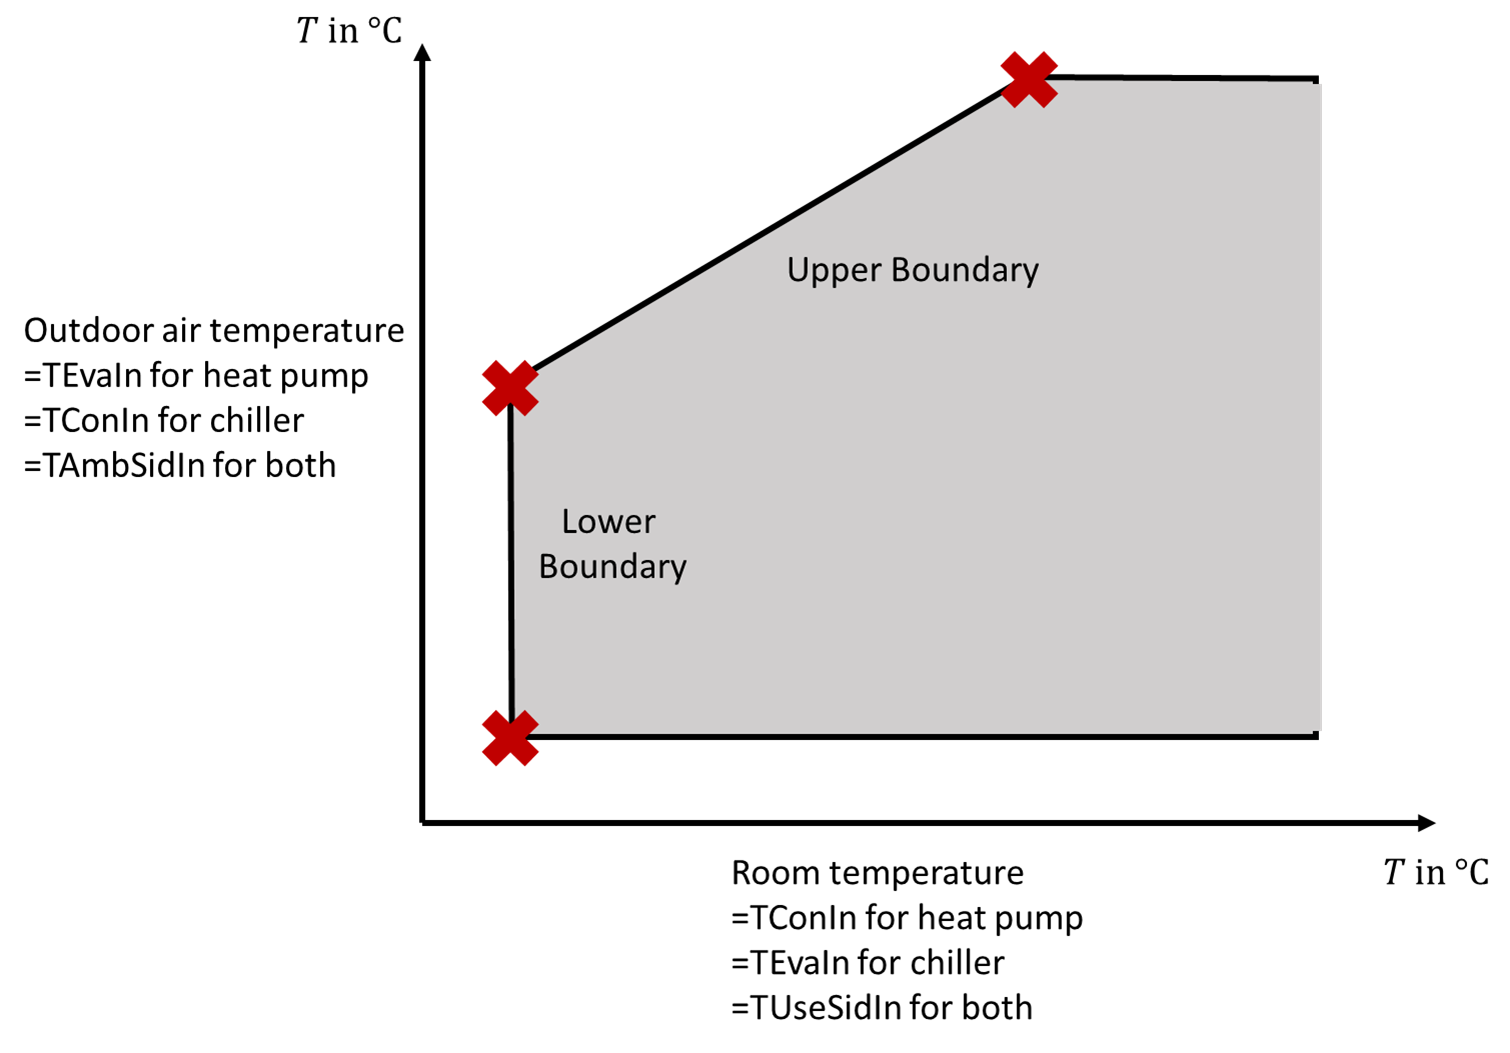 T in °C
Upper Boundary
Outdoor air temperature
=TEvaIn for heat pump
=TConIn for chiller
=TAmbSidIn for both
Lower
Boundary
Room temperature
=TConIn for heat pump
=TEvaIn for chiller
=TUseSidIn for both
T in °C